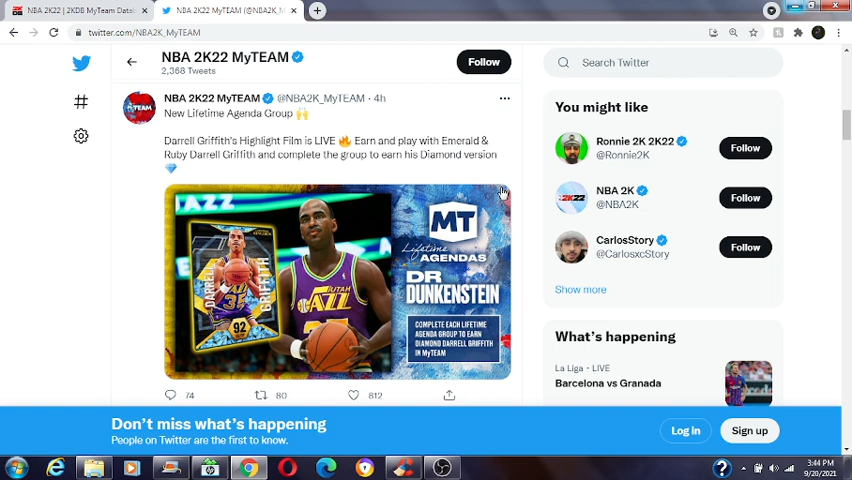 NBA 2K22 | 2KDB MyTeam Datab
NBA 2K22 MyTEAM (@NBA2K_M
twitter.com/NBA2K_MYTEAM
NBA 2K22 MyTEAM
2,368 Tweets
Follow
Search Twitter
NBA 2K22 MyTEAM @NBA2K_MyTEAM · 4h
New Lifetime Agenda Group 🙌
Darrell Griffith's Highlight Film is LIVE 🔥 Earn and play with Emerald &
Ruby Darrell Griffith and complete the group to earn his Diamond version
💎
JAZZ
DARRELL
GRIFFITH
35
92
UTAH
JAZZ
MT
Lifetime
AGENDAS
DR
DUNKENSTEIN
COMPLETE EACH LIFETIME
AGENDA GROUP TO EARN
DIAMOND DARRELL GRIFFITH
IN MyTEAM
74
80
812
You might like
Ronnie 2K 2K22
@Ronnie2K
Follow
NBA 2K
@NBA2K
Follow
CarlosStory
@CarlosxcStory
Follow
Show more
What's happening
La Liga · LIVE
Barcelona vs Granada
Don't miss what's happening
People on Twitter are the first to know.
Log in
Sign up
3:44 PM
9/20/2021